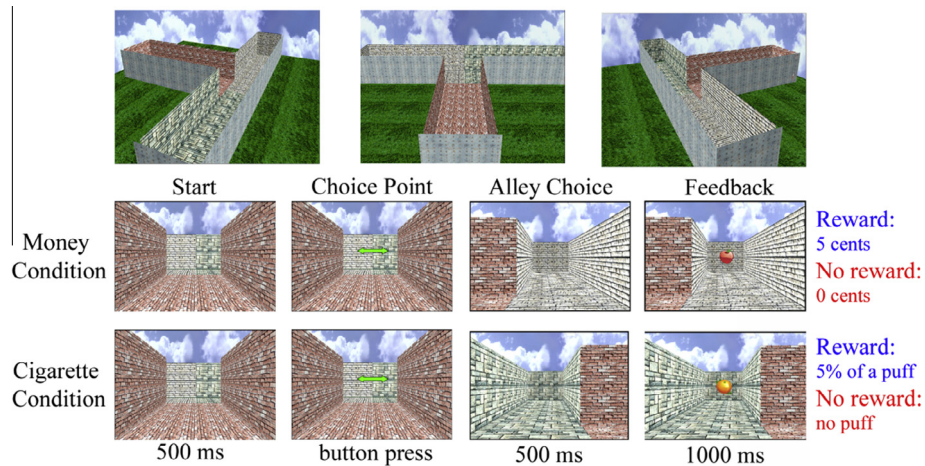 Start Choice Point Alley Choice Feedback
Money
Condition
Reward:
5 cents
No reward:
0 cents
Cigarette
Condition
Reward:
5% of a puff
No reward:
no puff
500 ms button press 500 ms 1000 ms